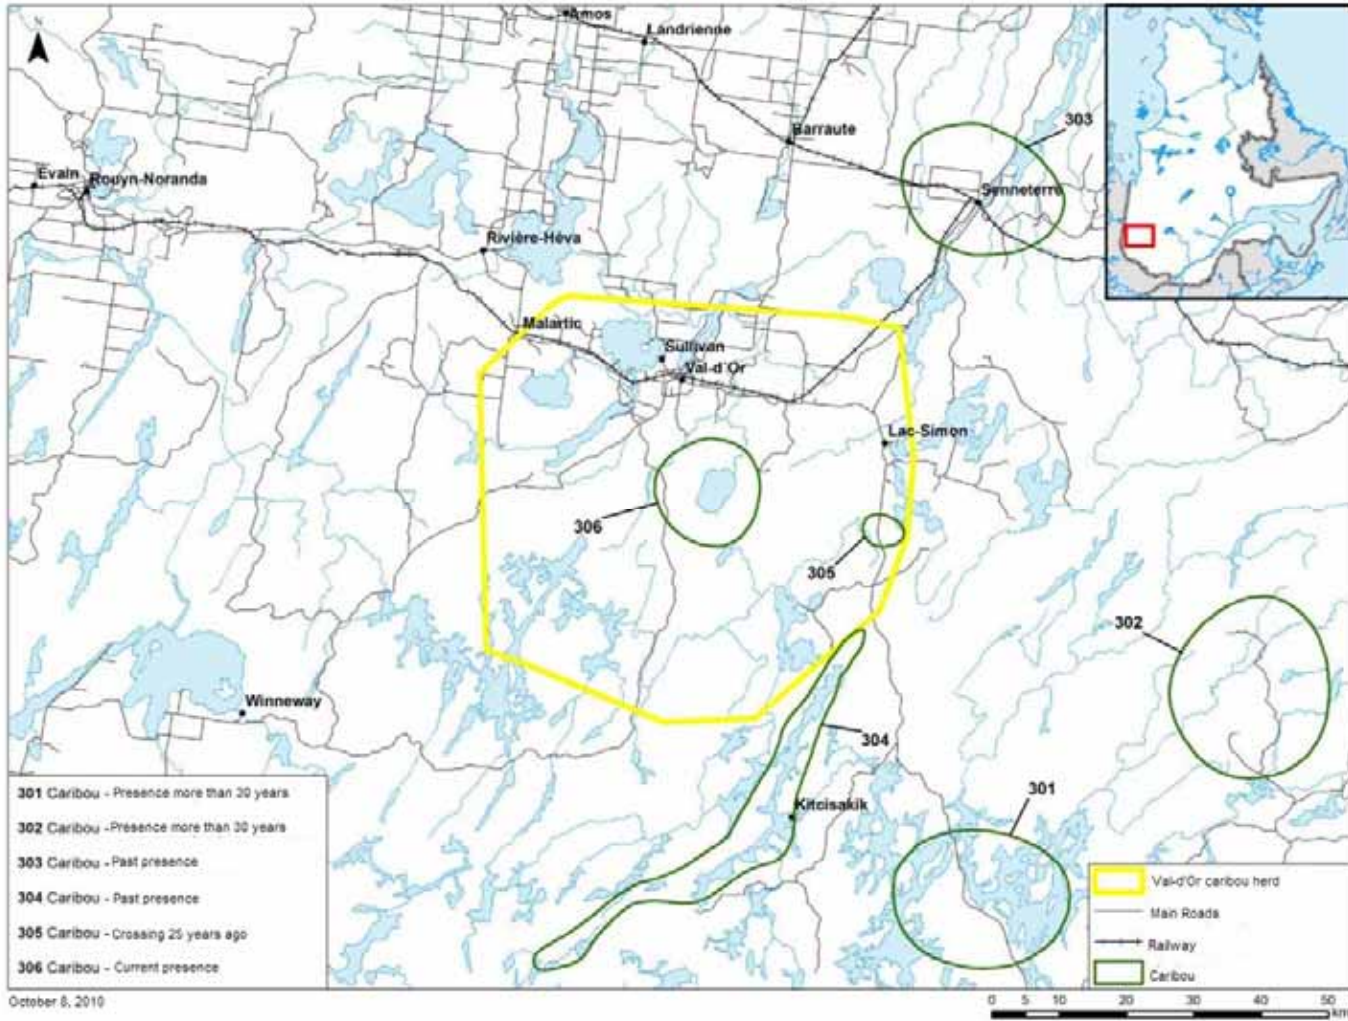 N
Amos
Landrienne
Barraute
303
Evain
Rouyn-Noranda
Senneterre
Rivière-Héva
Malartic
Sullivan
Val-d'Or
Lac-Simon
306
305
302
Winneway
304
301
Kitcisakik
301 Caribou - Presence more than 30 years
302 Caribou - Presence more than 30 years
303 Caribou - Past presence
304 Caribou - Past presence
305 Caribou - Crossing 25 years ago
306 Caribou - Current presence
Val-d'Or caribou herd
Main Roads
Railway
Caribou
October 8, 2010
0 5 10 20 30 40 50
km